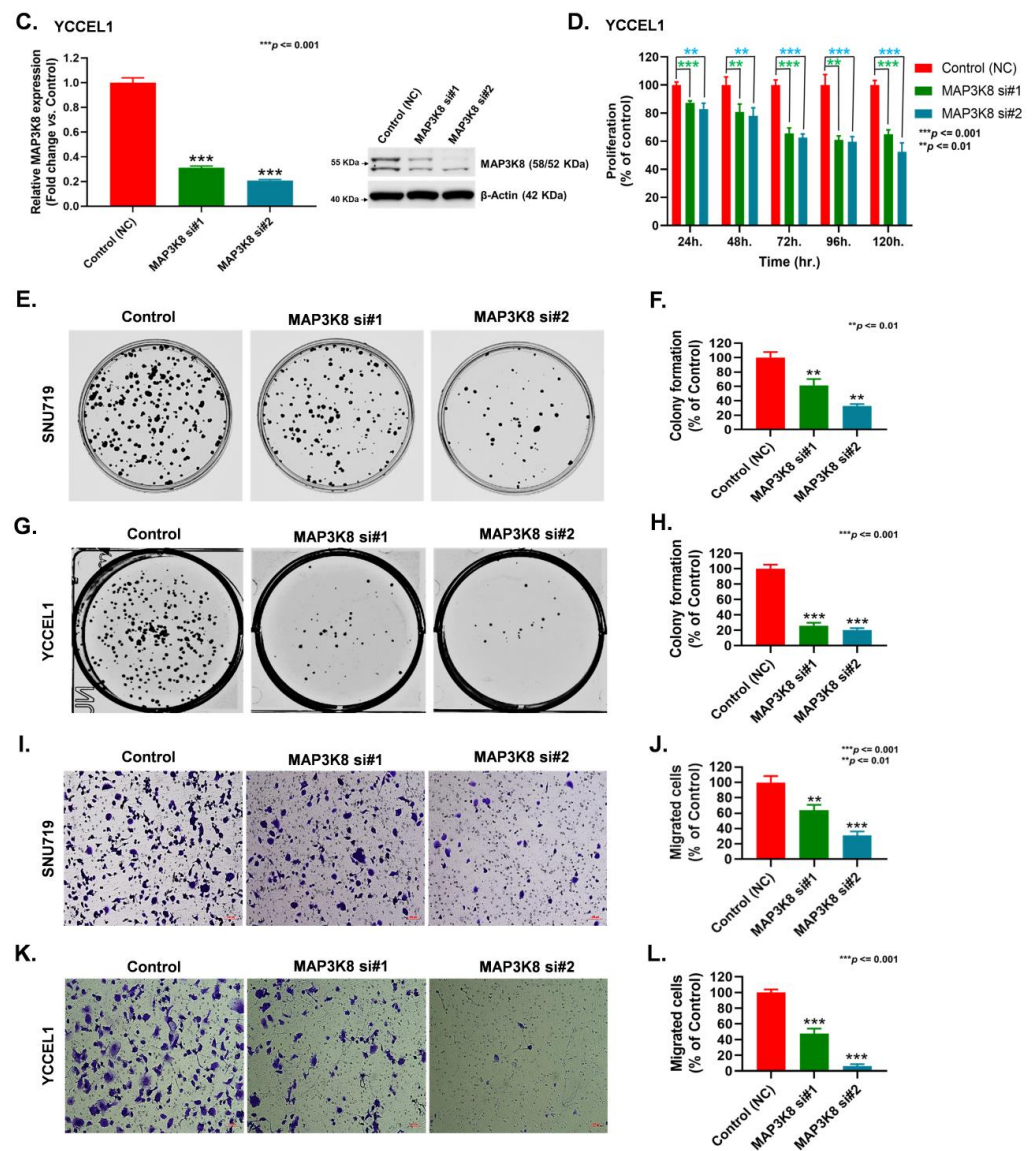 C. YCCEL1
***p <= 0.001
Relative MAP3K8 expression
(Fold change vs. Control)
1.2
1.0
0.8
0.6
0.4
0.2
0.0
***
***
Control (NC)
MAP3K8 si#1
MAP3K8 si#2
Control (NC)
MAP3K8 si#1
MAP3K8 si#2
55 KDa
40 KDa
MAP3K8 (58/52 KDa)
β-Actin (42 KDa)
D. YCCEL1
Proliferation
(% of control)
120
100
80
60
40
20
0
** ** *** *** ***
*** ** *** ** ***
24h. 48h. 72h. 96h. 120h.
Time (hr.)
Control (NC)
MAP3K8 si#1
MAP3K8 si#2
***p <= 0.001
**p <= 0.01
E.
Control MAP3K8 si#1 MAP3K8 si#2
SNU719
F.
**p <= 0.01
Colony formation
(% of Control)
120
100
80
60
40
20
0
**
**
Control (NC)
MAP3K8 si#1
MAP3K8 si#2
G.
Control MAP3K8 si#1 MAP3K8 si#2
YCCEL1
H.
***p <= 0.001
Colony formation
(% of Control)
120
100
80
60
40
20
0
***
***
Control (NC)
MAP3K8 si#1
MAP3K8 si#2
I.
Control MAP3K8 si#1 MAP3K8 si#2
SNU719
J.
***p <= 0.001
**p <= 0.01
Migrated cells
(% of Control)
120
100
80
60
40
20
0
**
***
Control (NC)
MAP3K8 si#1
MAP3K8 si#2
K.
Control MAP3K8 si#1 MAP3K8 si#2
YCCEL1
L.
***p <= 0.001
Migrated cells
(% of Control)
120
100
80
60
40
20
0
***
***
Control (NC)
MAP3K8 si#1
MAP3K8 si#2